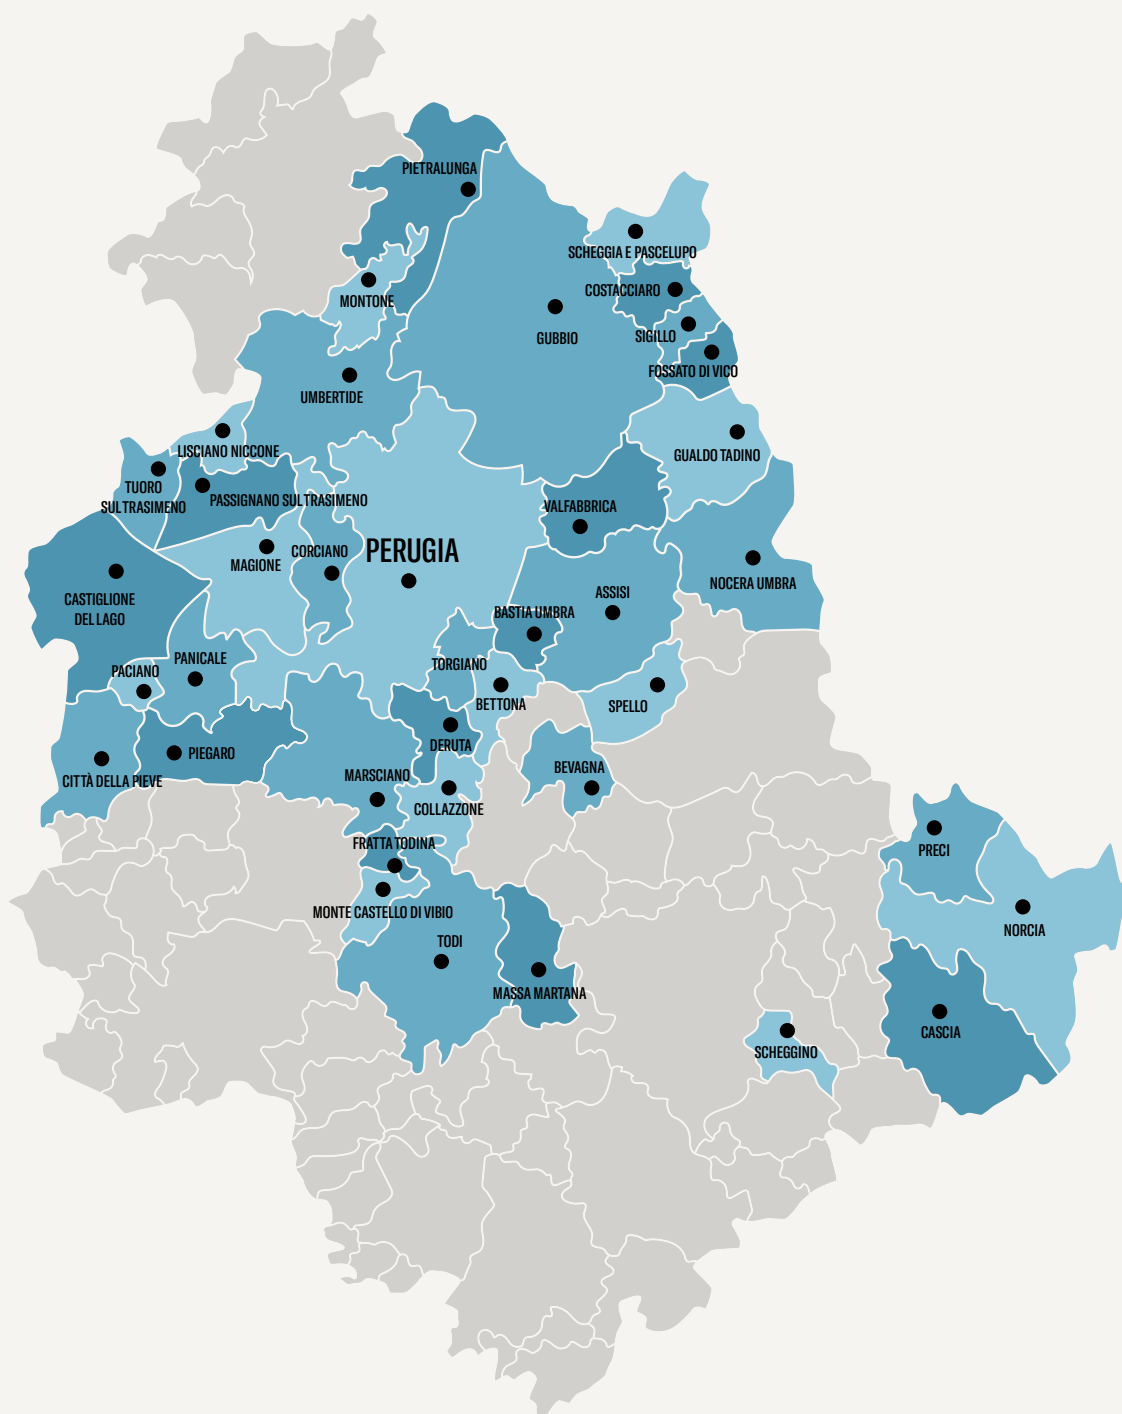 PIETRALUNGA
SCHEGGIA E PASCELUPO
COSTACCIARO
MONTONE
GUBBIO
SIGILLO
FOSSATO DI VICO
UMBERTIDE
LISCIANO NICCONE
GUALDO TADINO
TUORO
SUL TRASIMENO
PASSIGNANO SUL TRASIMENO
VALFABBRICA
MAGIONE
CORCIANO
PERUGIA
NOCERA UMBRA
CASTIGLIONE
DEL LAGO
ASSISI
BASTIA UMBRA
PACIANO
PANICALE
TORGIANO
BETTONA
SPELLO
DERUTA
PIEGARO
CITTÀ DELLA PIEVE
MARSCIANO
BEVAGNA
COLLAZZONE
FRATTA TODINA
PRECI
MONTE CASTELLO DI VIBIO
NORCIA
TODI
MASSA MARTANA
CASCIA
SCHEGGINO